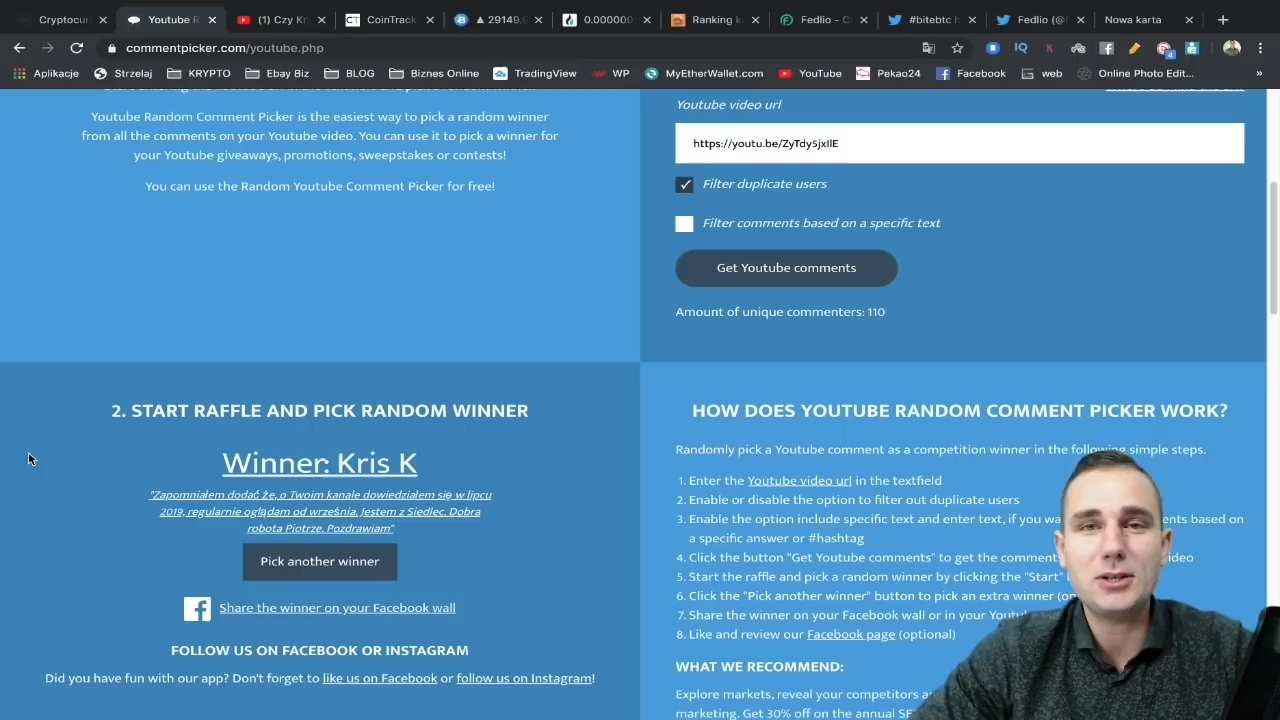 Cryptocur
Youtube R
(1) Czy K
CoinTrack
▲ 29149.
0.000000
Ranking k
Fedlio - C
#bitebtc h
Fedlio (@
Nowa karta
commentpicker.com/youtube.php
Aplikacje
Strzelaj
KRYPTO
Ebay Biz
BLOG
Biznes Online
TradingView
WP
MyEtherWallet.com
YouTube
Pekao24
Facebook
web
Online Photo Edit...
»
Youtube Random Comment Picker is the easiest way to pick a random winner
from all the comments on your Youtube video. You can use it to pick a winner for
your Youtube giveaways, promotions, sweepstakes or contests!
You can use the Random Youtube Comment Picker for free!
Youtube video url
https://youtu.be/ZyTdy5jxIlE
Filter duplicate users
Filter comments based on a specific text
Get Youtube comments
Amount of unique commenters: 110
2. START RAFFLE AND PICK RANDOM WINNER
Winner: Kris K
"Zapomniałem dodać że, o Twoim kanale dowiedziałem się w lipcu
2019, regularnie oglądam od września. Jestem z Siedlec. Dobra
robota Piotrze. Pozdrawiam"
Pick another winner
Share the winner on your Facebook wall
FOLLOW US ON FACEBOOK OR INSTAGRAM
Did you have fun with our app? Don't forget to like us on Facebook or follow us on Instagram!
HOW DOES YOUTUBE RANDOM COMMENT PICKER WORK?
Randomly pick a Youtube comment as a competition winner in the following simple steps.
1. Enter the Youtube video url in the textfield
2. Enable or disable the option to filter out duplicate users
3. Enable the option include specific text and enter text, if you wa ents based on
a specific answer or #hashtag
4. Click the button "Get Youtube comments" to get the comment ideo
5. Start the raffle and pick a random winner by clicking the "Start"
6. Click the "Pick another winner" button to pick an extra winner (op
7. Share the winner on your Facebook wall or in your Youtu
8. Like and review our Facebook page (optional)
WHAT WE RECOMMEND:
Explore markets, reveal your competitors a
marketing. Get 30% off on the annual SE